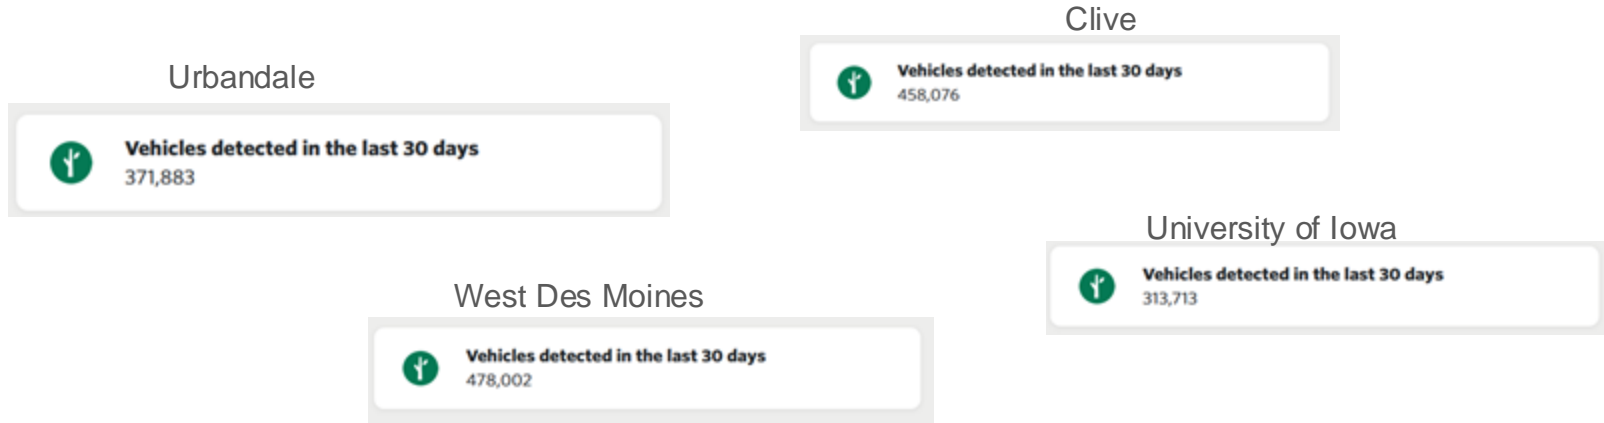 Clive
Vehicles detected in the last 30 days
458,076
Urbandale
Vehicles detected in the last 30 days
371,883
University of Iowa
Vehicles detected in the last 30 days
313,713
West Des Moines
Vehicles detected in the last 30 days
478,002